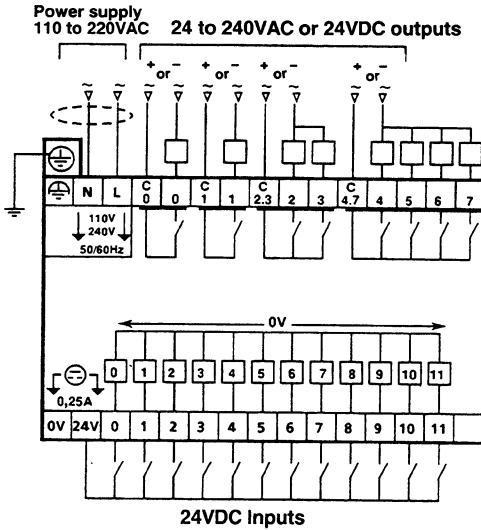 Power supply
110 to 220VAC
24 to 240VAC or 24VDC outputs
+ or − + or − + or − + or −
~ ~ ~ ~ ~ ~ ~ ~ ~ ~
N L C 0 0 C 1 1 C 2.3 2 3 C 4.7 4 5 6 7
110V
240V
50/60Hz
0V
0 1 2 3 4 5 6 7 8 9 10 11
0,25A
0V 24V 0 1 2 3 4 5 6 7 8 9 10 11
24VDC Inputs